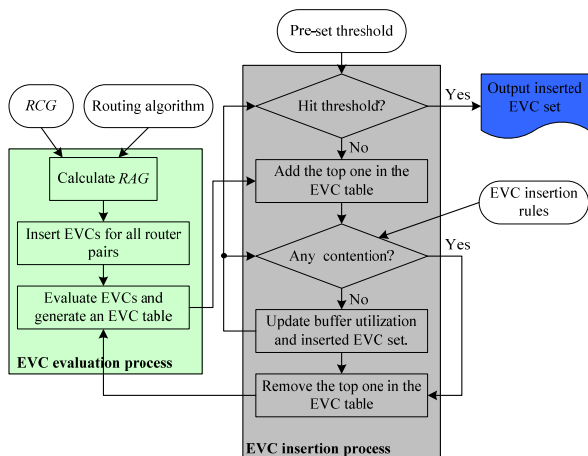 Pre-set threshold
RCG
Routing algorithm
Hit threshold?
Yes
Output inserted
EVC set
No
Calculate RAG
Add the top one in the
EVC table
EVC insertion
rules
Insert EVCs for all router
pairs
Any contention?
Yes
Evaluate EVCs and
generate an EVC table
No
Update buffer utilization
and inserted EVC set.
EVC evaluation process
Remove the top one in the
EVC table
EVC insertion process